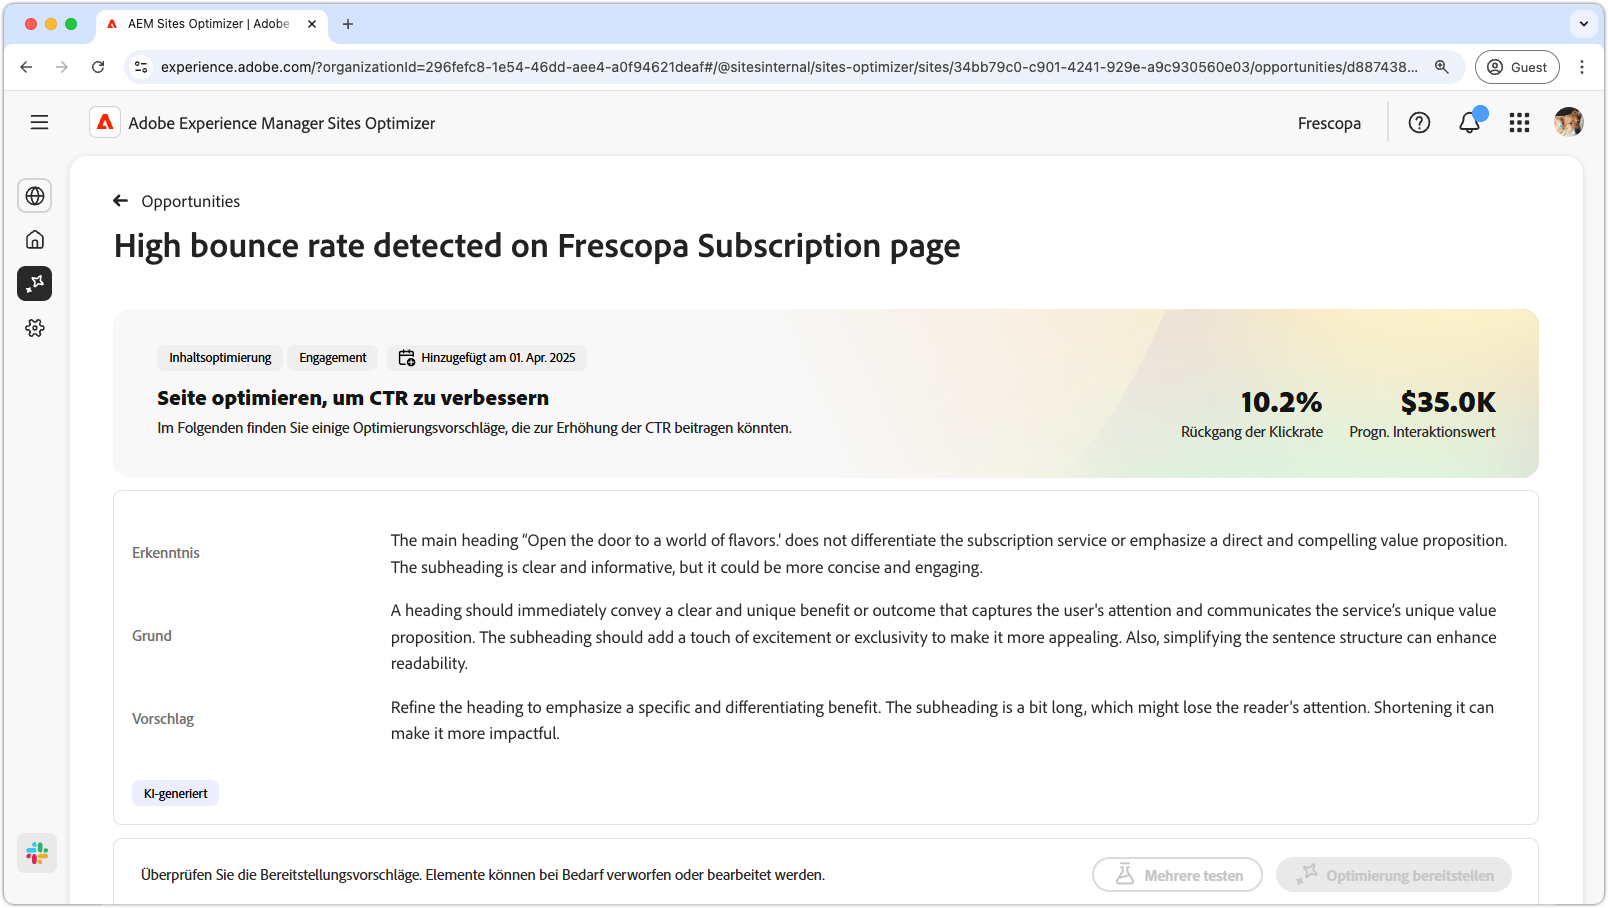 AEM Sites Optimizer | Adobe
experience.adobe.com/?organizationId=296fefc8-1e54-46dd-aee4-a0f94621deaf#/@sitesinternal/sites-optimizer/sites/34bb79c0-c901-4241-929e-a9c930560e03/opportunities/d887438...
Guest
Adobe Experience Manager Sites Optimizer
Frescopa
Opportunities
High bounce rate detected on Frescopa Subscription page
Inhaltsoptimierung Engagement Hinzugefügt am 01. Apr. 2025
Seite optimieren, um CTR zu verbessern
Im Folgenden finden Sie einige Optimierungsvorschläge, die zur Erhöhung der CTR beitragen könnten.
10.2% $35.0K
Rückgang der Klickrate Progn. Interaktionswert
Erkenntnis
The main heading “Open the door to a world of flavors.' does not differentiate the subscription service or emphasize a direct and compelling value proposition.
The subheading is clear and informative, but it could be more concise and engaging.
Grund
A heading should immediately convey a clear and unique benefit or outcome that captures the user's attention and communicates the service’s unique value
proposition. The subheading should add a touch of excitement or exclusivity to make it more appealing. Also, simplifying the sentence structure can enhance
readability.
Vorschlag
Refine the heading to emphasize a specific and differentiating benefit. The subheading is a bit long, which might lose the reader's attention. Shortening it can
make it more impactful.
KI-generiert
Überprüfen Sie die Bereitstellungsvorschläge. Elemente können bei Bedarf verworfen oder bearbeitet werden.
Mehrere testen
Optimierung bereitstellen